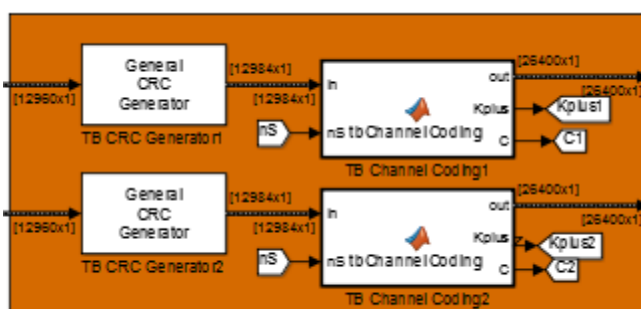 General
CRC
Generator
[12960x1]
TB CRC Generator1
[12984x1]
[12984x1]
nS
In
ns tbChannelCoding
out
Kplus
C
TB Channel Coding1
[26400x1]
[26400x1]
Kplus1
C1
General
CRC
Generator
[12960x1]
TB CRC Generator2
[12984x1]
[12984x1]
nS
In
ns tbChannelCoding
out
Kplus
C
TB Channel Coding2
[26400x1]
[26400x1]
Kplus2
C2